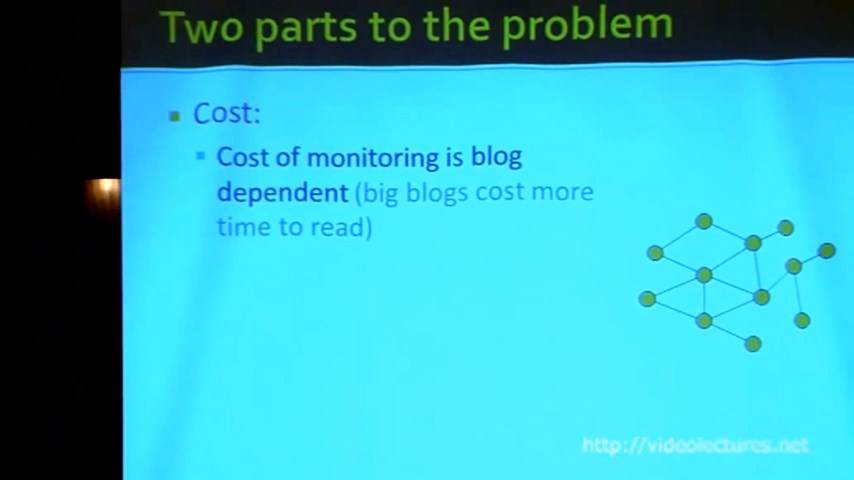 Two parts to the problem
Cost:
Cost of monitoring is blog
dependent (big blogs cost more
time to read)
http://videolectures.net